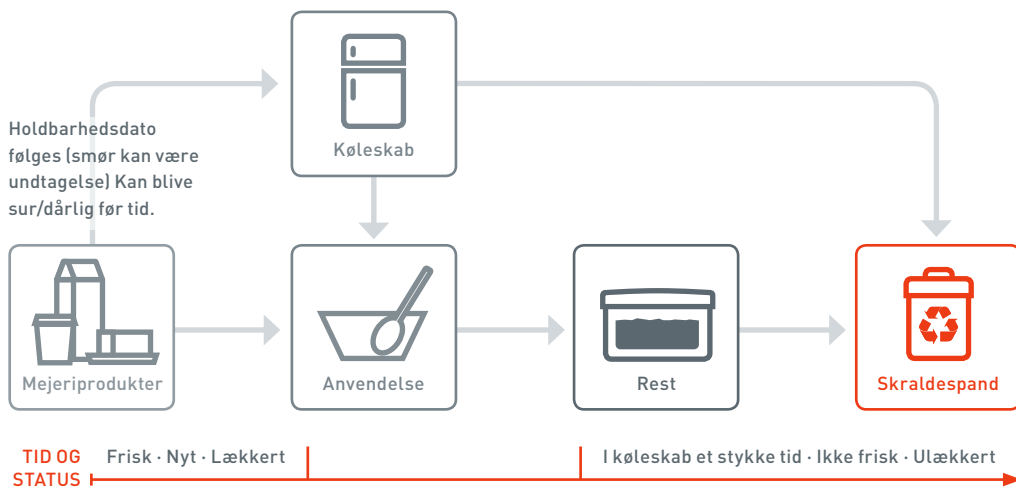 Køleskab
Holdbarhedsdato
følges (smør kan være
undtagelse) Kan blive
sur/dårlig før tid.
Mejeriprodukter
Anvendelse
Rest
Skraldespand
TID OG
STATUS
Frisk · Nyt · Lækkert
I køleskab et stykke tid · Ikke frisk · Ulækkert